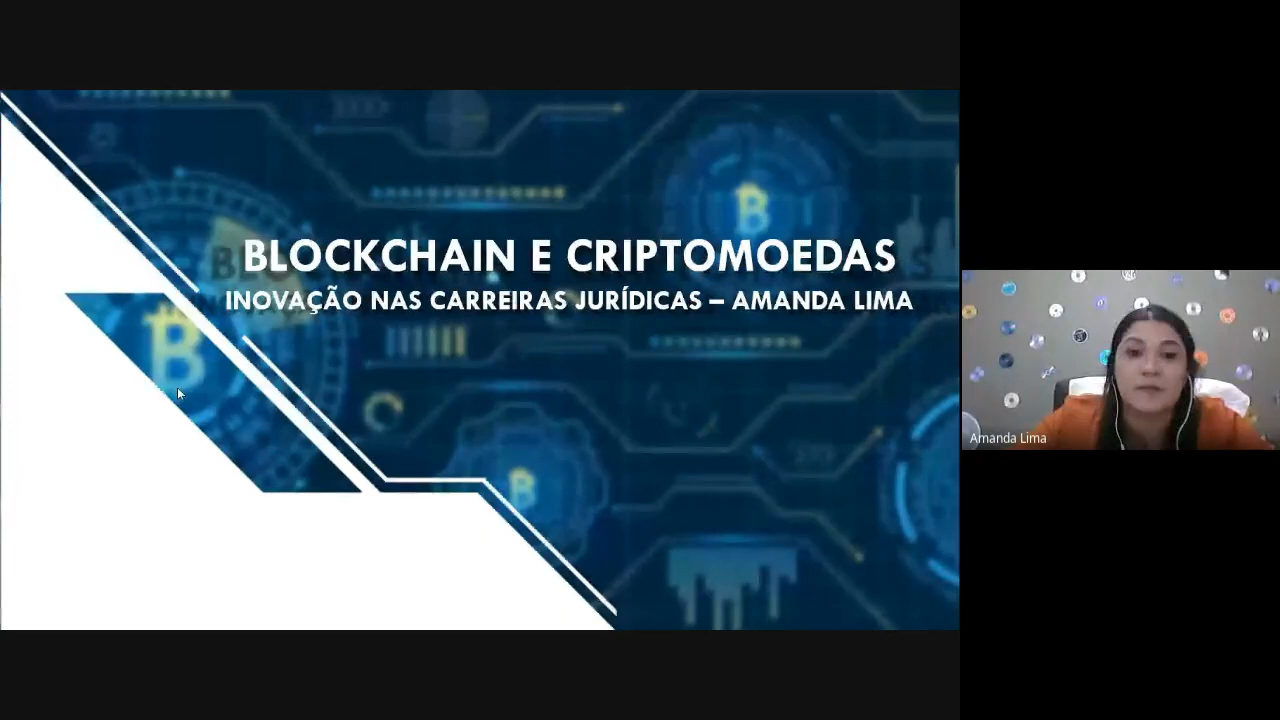 BLOCKCHAIN E CRIPTOMOEDAS
INOVAÇÃO NAS CARREIRAS JURÍDICAS – AMANDA LIMA
Amanda Lima